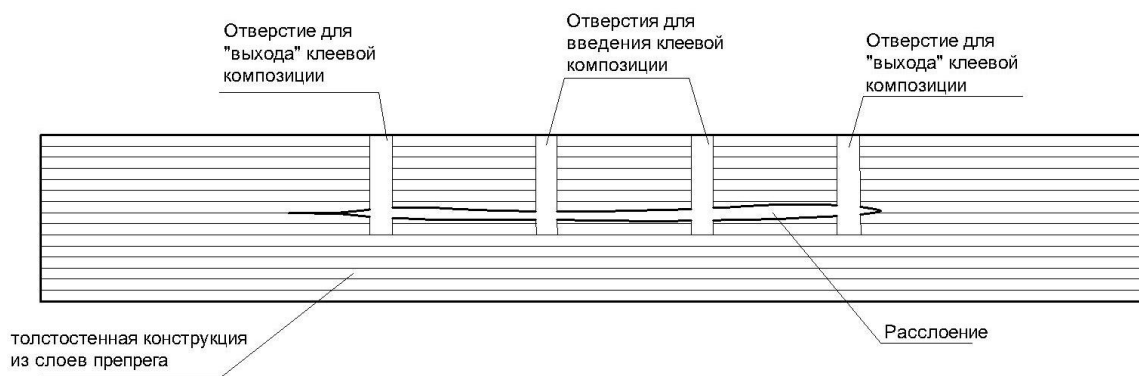 Отверстие для
"выхода" клеевой
композиции
Отверстия для
введения клеевой
композиции
Отверстие для
"выхода" клеевой
композиции
толстостенная конструкция
из слоев препрега
Расслоение